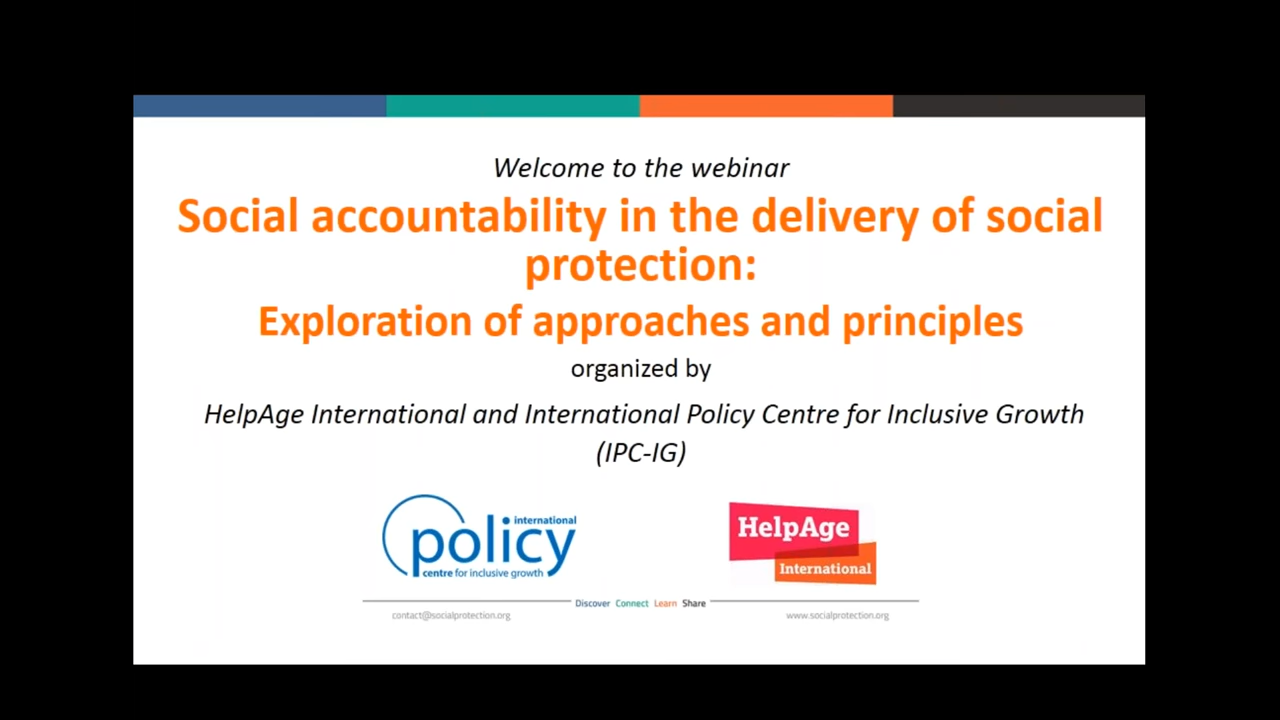 Welcome to the webinar
Social accountability in the delivery of social
protection:
Exploration of approaches and principles
organized by
HelpAge International and International Policy Centre for Inclusive Growth
(IPC-IG)
international
policy
centre for inclusive growth
HelpAge
International
Discover Connect Learn Share
contact@socialprotection.org
www.socialprotection.org